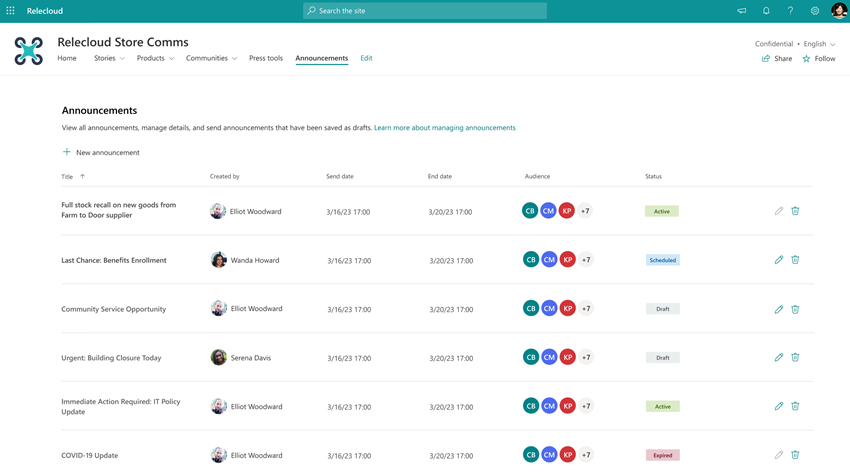 Relecloud
Search the site
?
Relecloud Store Comms
Confidential • English
Home Stories Products Communities Press tools Announcements Edit
Share Follow
Announcements
View all announcements, manage details, and send announcements that have been saved as drafts. Learn more about managing announcements
+ New announcement
Title ↑ Created by Send date End date Audience Status
Full stock recall on new goods from
Farm to Door supplier
Elliot Woodward 3/16/23 17:00 3/20/23 17:00 CB CM KP +7 Active
Last Chance: Benefits Enrollment Wanda Howard 3/16/23 17:00 3/20/23 17:00 CB CM KP +7 Scheduled
Community Service Opportunity Elliot Woodward 3/16/23 17:00 3/20/23 17:00 CB CM KP +7 Draft
Urgent: Building Closure Today Serena Davis 3/16/23 17:00 3/20/23 17:00 CB CM KP +7 Draft
Immediate Action Required: IT Policy
Update
Elliot Woodward 3/16/23 17:00 3/20/23 17:00 CB CM KP +7 Active
COVID-19 Update Elliot Woodward 3/16/23 17:00 3/20/23 17:00 CB CM KP +7 Expired